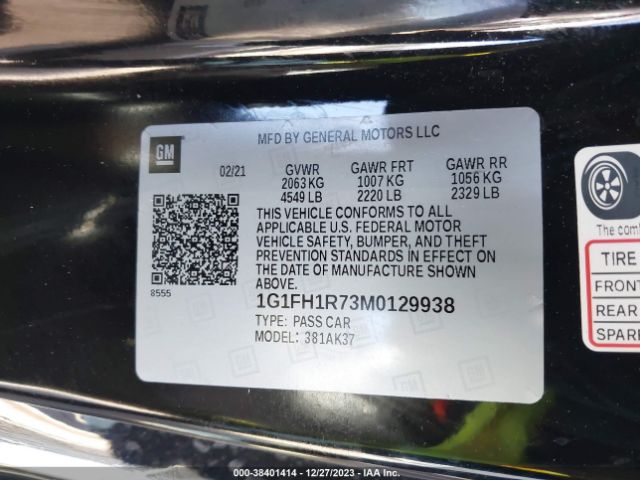 GM
MFD BY GENERAL MOTORS LLC
02/21
GVWR GAWR FRT GAWR RR
2063 KG 1007 KG 1056 KG
4549 LB 2220 LB 2329 LB
THIS VEHICLE CONFORMS TO ALL
APPLICABLE U.S. FEDERAL MOTOR
VEHICLE SAFETY, BUMPER, AND THEFT
PREVENTION STANDARDS IN EFFECT ON
THE DATE OF MANUFACTURE SHOWN
ABOVE.
8555
1G1FH1R73M0129938
TYPE: PASS CAR
MODEL: 381AK37
The comb
TIRE
FRONT
REAR
SPARE
000-38401414 - 12/27/2023 - IAA Inc.